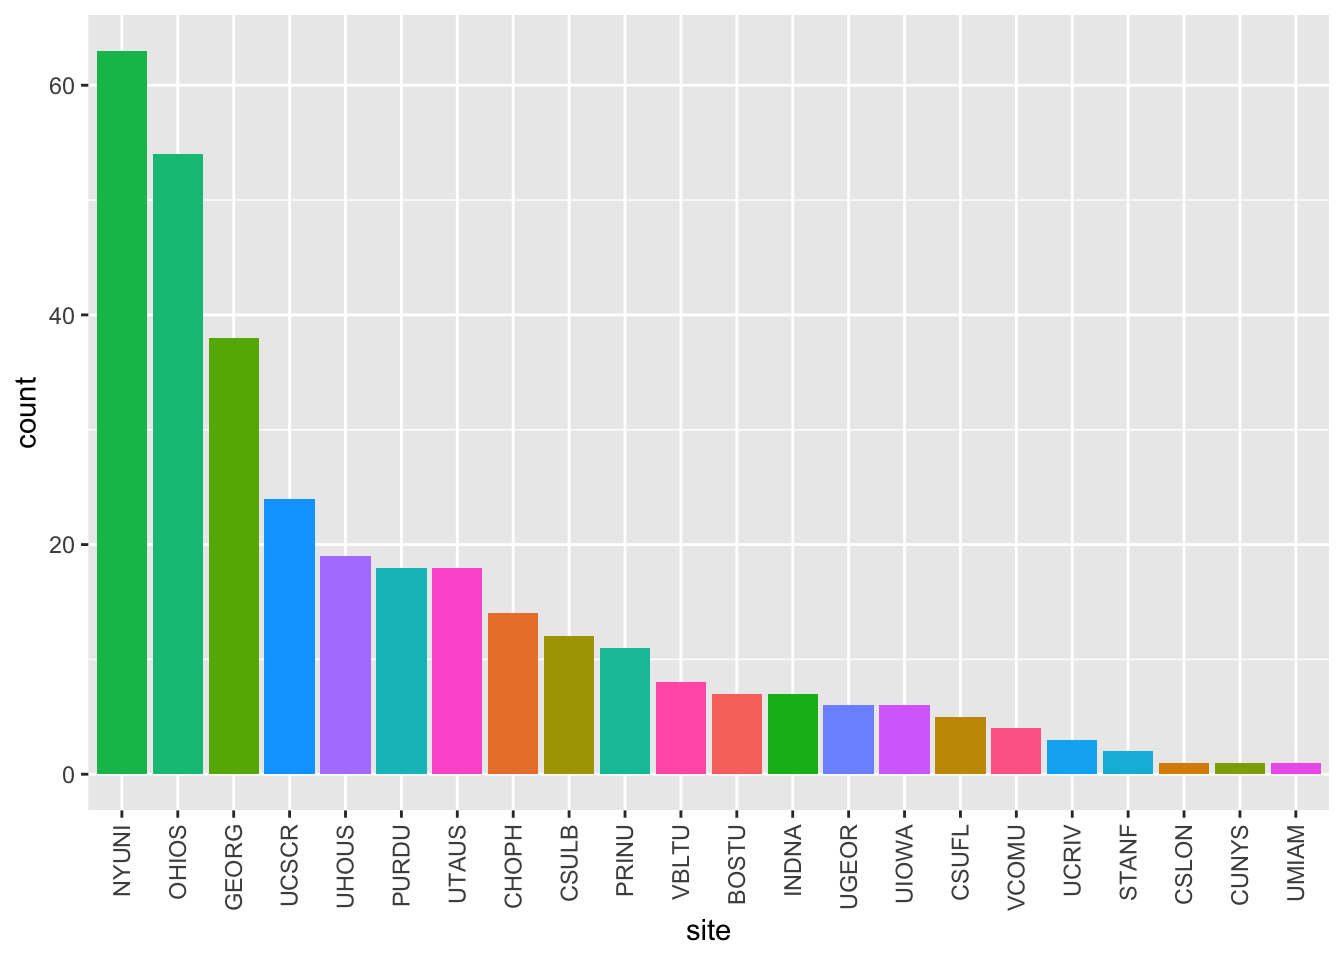 count
60
40
20
0
NYUNI
OHIOS
GEORG
UCSCR
UHOUS
PURDU
UTAUS
CHOPH
CSULB
PRINU
VBLTU
BOSTU
INDNA
UGEOR
UIOWA
CSUFL
VCOMU
UCRIV
STANF
CSLON
CUNYS
UMIAM
site